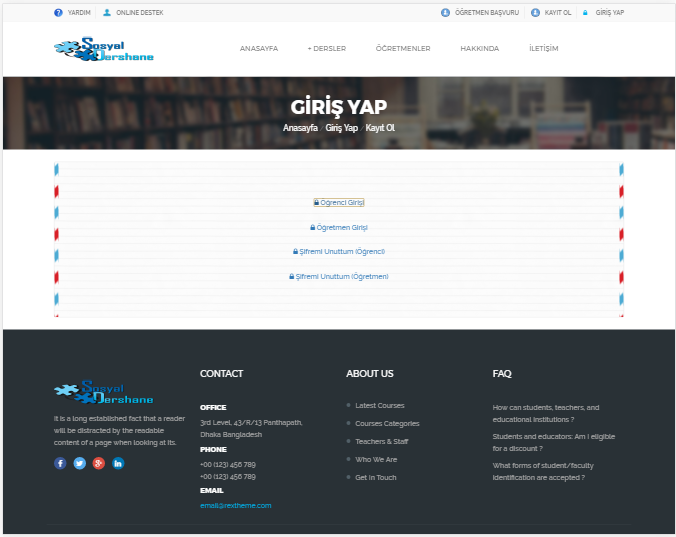 YARDIM ONLINE DESTEK ÖĞRETMEN BAŞVURU KAYIT OL GİRİŞ YAP
Sosyal
Dershane
ANASAYFA + DERSLER ÖĞRETMENLER HAKKINDA İLETİŞİM
GİRİŞ YAP
Anasayfa / Giriş Yap / Kayıt Ol
Öğrenci Girişi
Öğretmen Girişi
Şifremi Unuttum (Öğrenci)
Şifremi Unuttum (Öğretmen)
Sosyal
Dershane
It is a long established fact that a reader
will be distracted by the readable
content of a page when looking at its.
CONTACT
OFFICE
3rd Level, 43/R/13 Panthapath,
Dhaka Bangladesh
PHONE
+00 (123) 456 789
+00 (123) 456 789
EMAIL
email@rextheme.com
ABOUT US
Latest Courses
Courses Categories
Teachers & Staff
Who We Are
Get In Touch
FAQ
How can students, teachers, and
educational institutions ?
Students and educators: Am I eligible
for a discount ?
What forms of student/faculty
identification are accepted ?